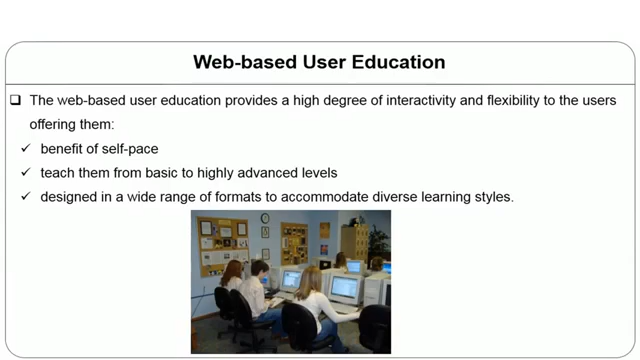 Web-based User Education
The web-based user education provides a high degree of interactivity and flexibility to the users
offering them:
benefit of self-pace
teach them from basic to highly advanced levels
designed in a wide range of formats to accommodate diverse learning styles.